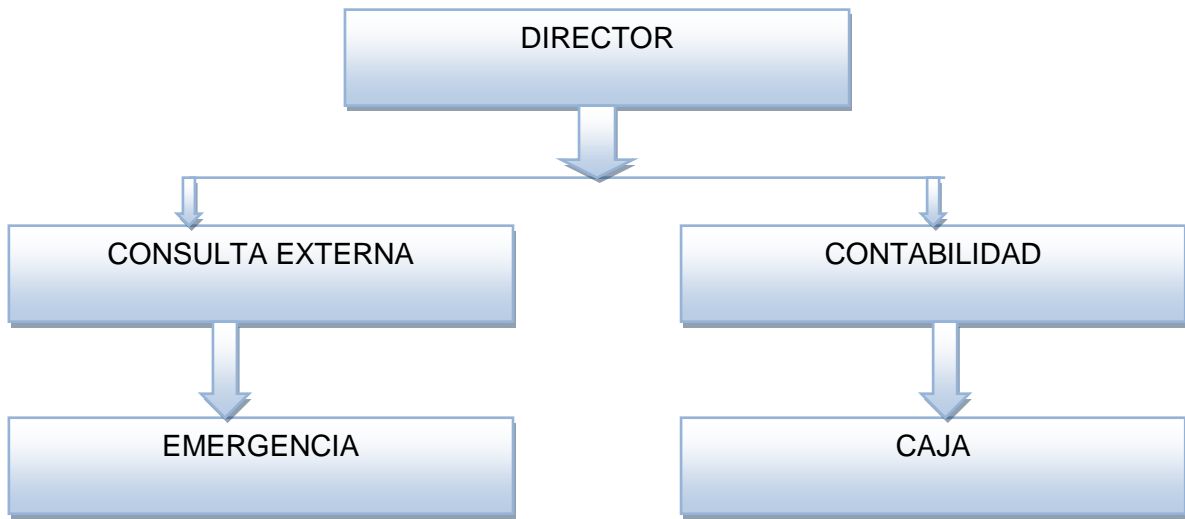 DIRECTOR
CONSULTA EXTERNA
CONTABILIDAD
EMERGENCIA
CAJA